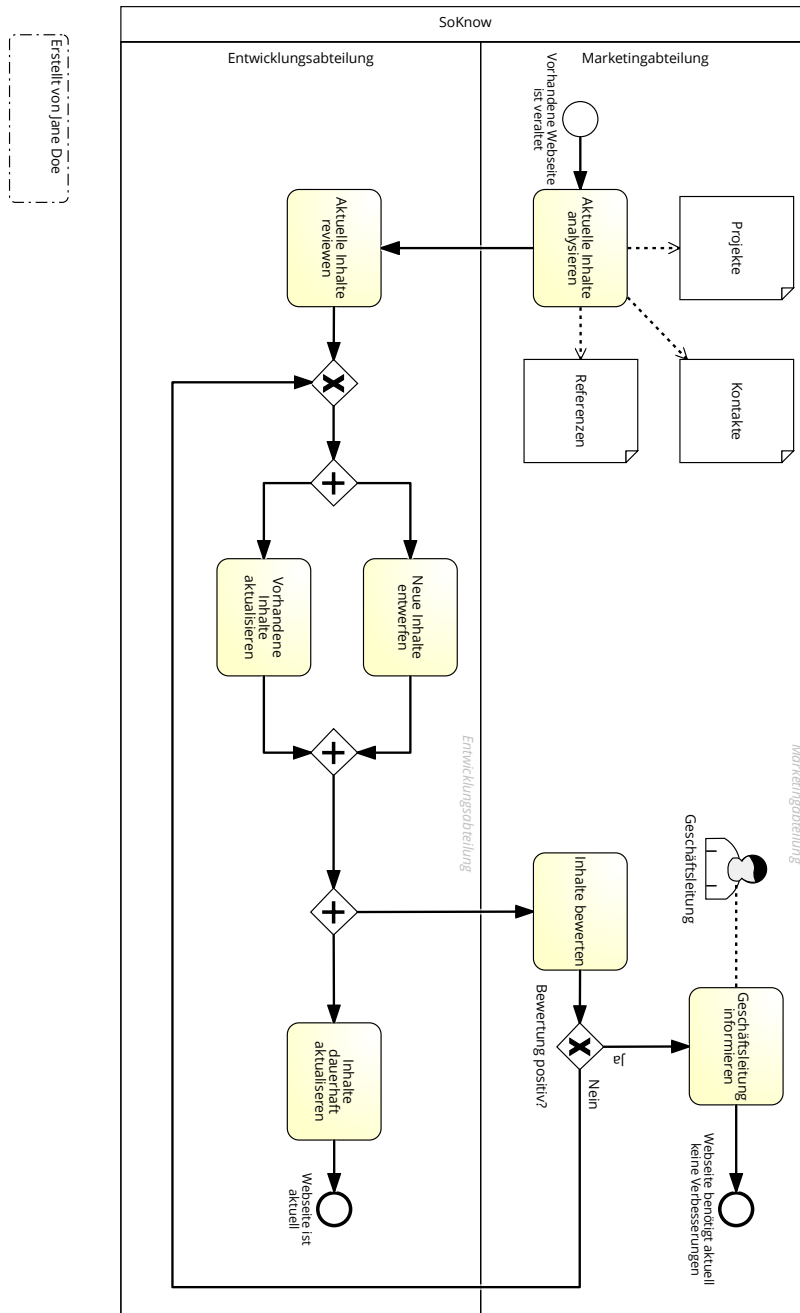 SoKnow
Entwicklungsabteilung
Marketingabteilung
Erstellt von Jane Doe
Vorhandene Webseite
ist veraltet
Aktuelle Inhalte
analysieren
Projekte
Kontakte
Referenzen
Aktuelle Inhalte
reviewen
Neue Inhalte
entwerfen
Vorhandene
Inhalte
aktualisieren
Entwicklungsabteilung
Marketingabteilung
Geschäftsleitung
Inhalte bewerten
Bewertung positiv?
Ja
Nein
Geschäftsleitung
informieren
Webseite benötigt aktuell
keine Verbesserungen
Inhalte
dauerhaft
aktualiseren
Webseite ist
aktuell